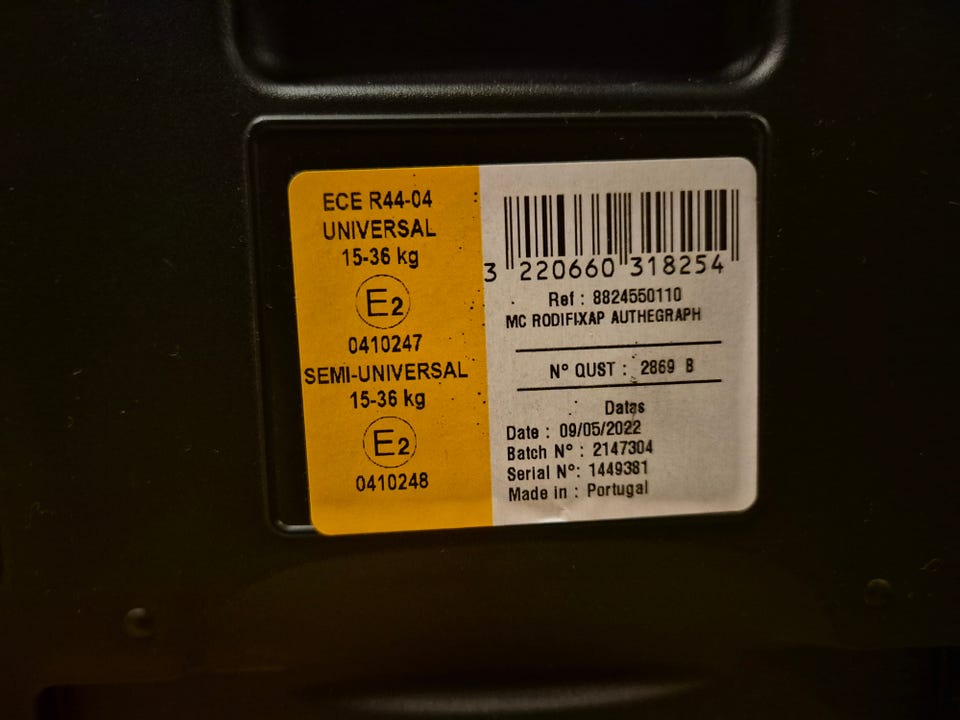 ECE R44-04
UNIVERSAL
15-36 kg
E2
0410247
SEMI-UNIVERSAL
15-36 kg
E2
0410248
3 220660 318254
Ref : 8824550110
MC RODIFIXAP AUTHEGRAPH
N° QUST : 2869 B
Datas
Date : 09/05/2022
Batch N° : 2147304
Serial N°: 1449381
Made in : Portugal